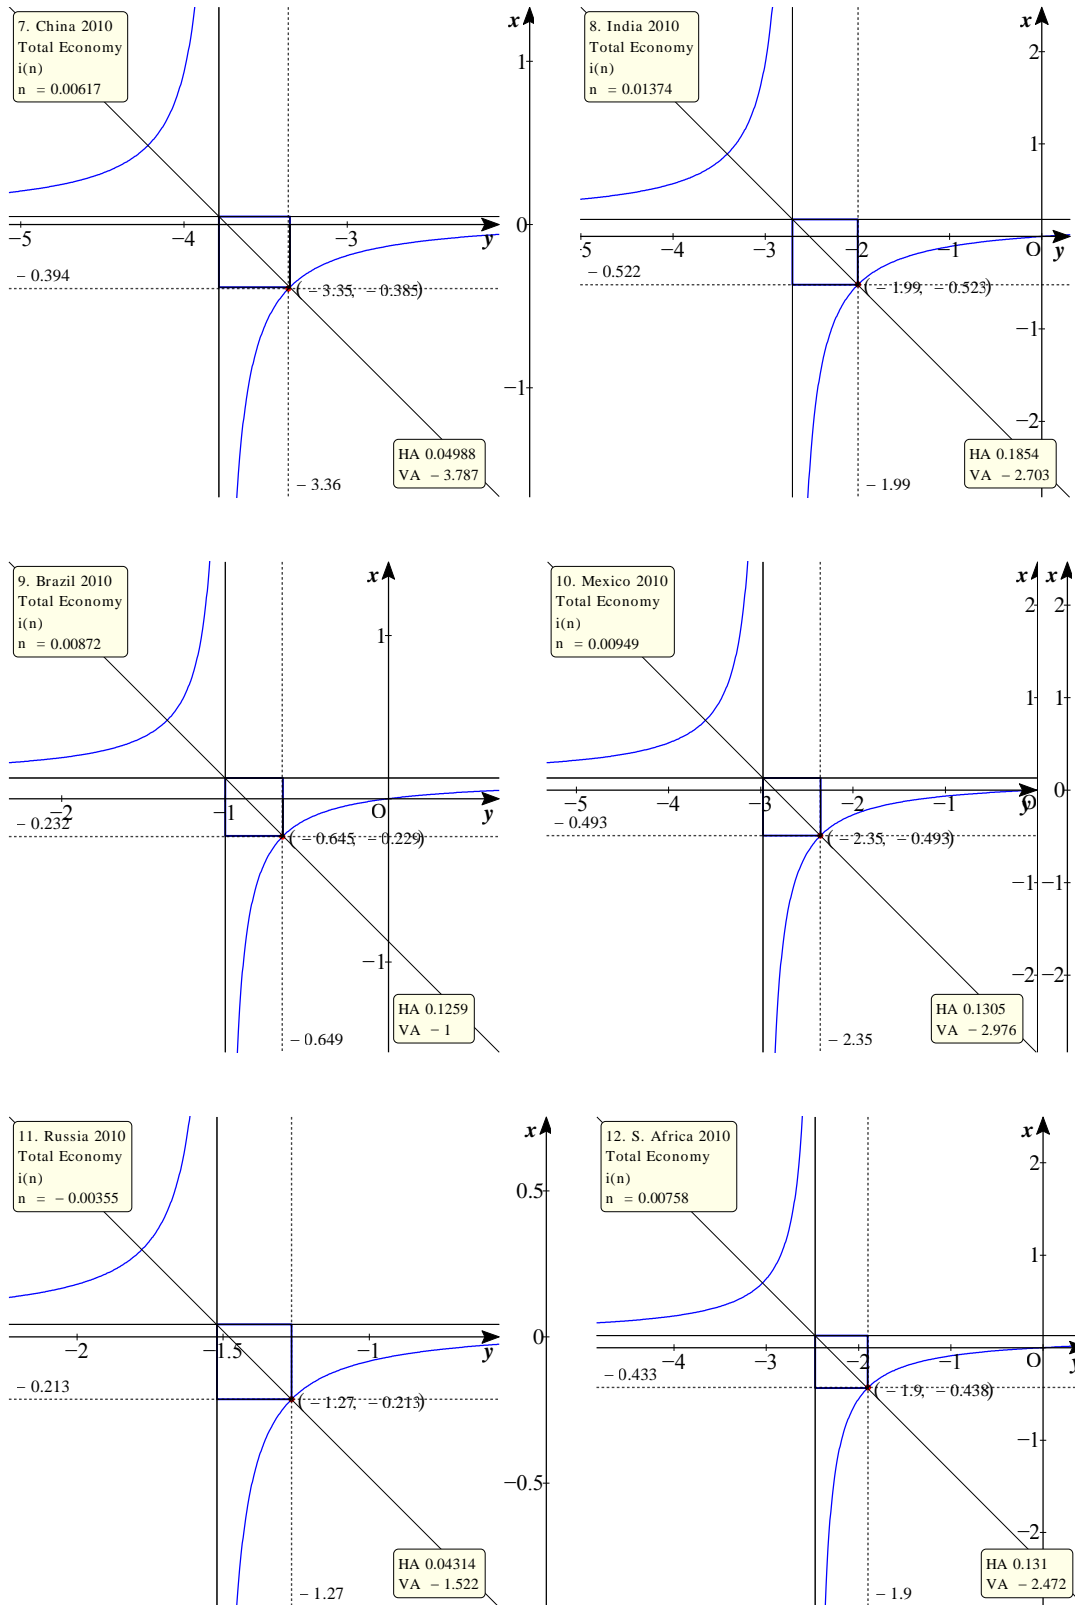 7. China 2010
Total Economy
i(n)
n = 0.00617
x
1
0
−1
−5
−4
−3
y
− 0.394
( − 3.35, − 0.385)
HA 0.04988
VA − 3.787
− 3.36
8. India 2010
Total Economy
i(n)
n = 0.01374
x
2
1
−1
−2
5
−4
−3
−2
−1
O
y
− 0.522
( − 1.99, − 0.523)
HA 0.1854
VA − 2.703
− 1.99
9. Brazil 2010
Total Economy
i(n)
n = 0.00872
x
1
−1
−2
−1
O
y
− 0.232
( − 0.645, − 0.229)
HA 0.1259
VA − 1
− 0.649
10. Mexico 2010
Total Economy
i(n)
n = 0.00949
x x
2 2
1 1
0
−1 −1
−2 −2
−5
−4
−3
−2
−1
O
y
− 0.493
( − 2.35, − 0.493)
HA 0.1305
VA − 2.976
− 2.35
11. Russia 2010
Total Economy
i(n)
n = − 0.00355
x
0.5
0
−0.5
−2
−1.5
−1
y
− 0.213
( − 1.27, − 0.213)
HA 0.04314
VA − 1.522
− 1.27
12. S. Africa 2010
Total Economy
i(n)
n = 0.00758
x
2
1
−1
−2
−4
−3
−2
−1
0
y
− 0.433
( − 1.9, − 0.438)
HA 0.131
VA − 2.472
− 1.9